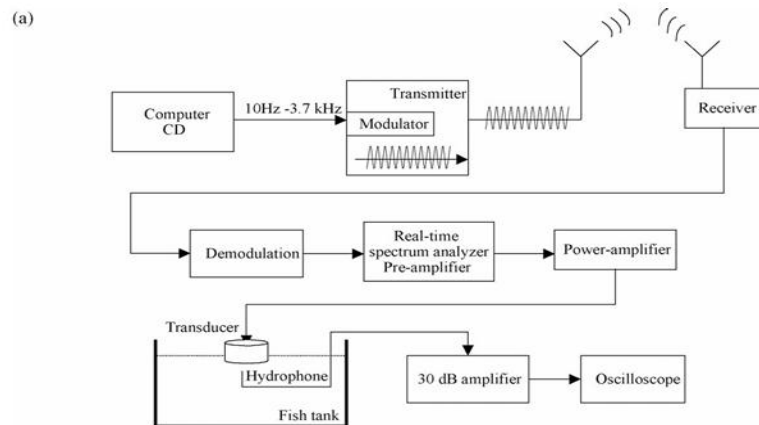 (a)
Computer
CD
10Hz -3.7 kHz
Transmitter
Modulator
Receiver
Demodulation
Real-time
spectrum analyzer
Pre-amplifier
Power-amplifier
Transducer
Hydrophone
Fish tank
30 dB amplifier
Oscilloscope